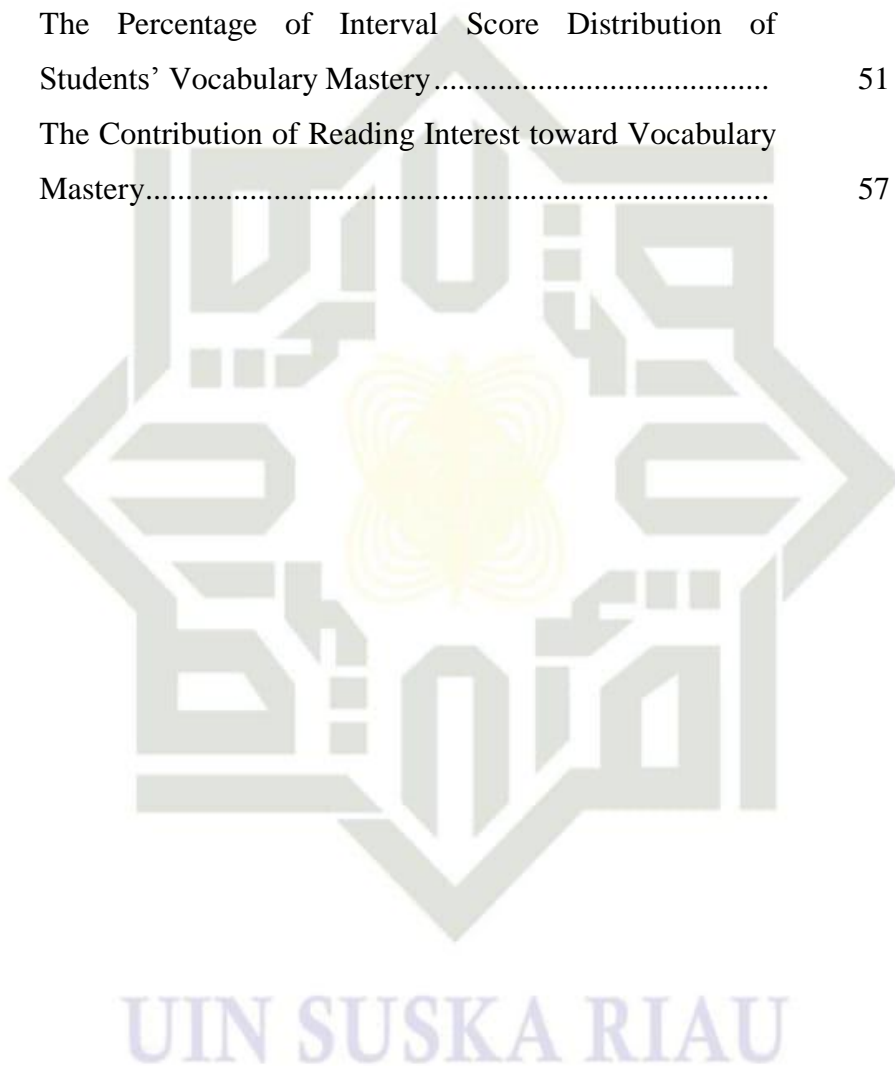 The Percentage of Interval Score Distribution of
Students’ Vocabulary Mastery.......................................... 51
The Contribution of Reading Interest toward Vocabulary
Mastery.............................................................................. 57
UIN SUSKA RIAU